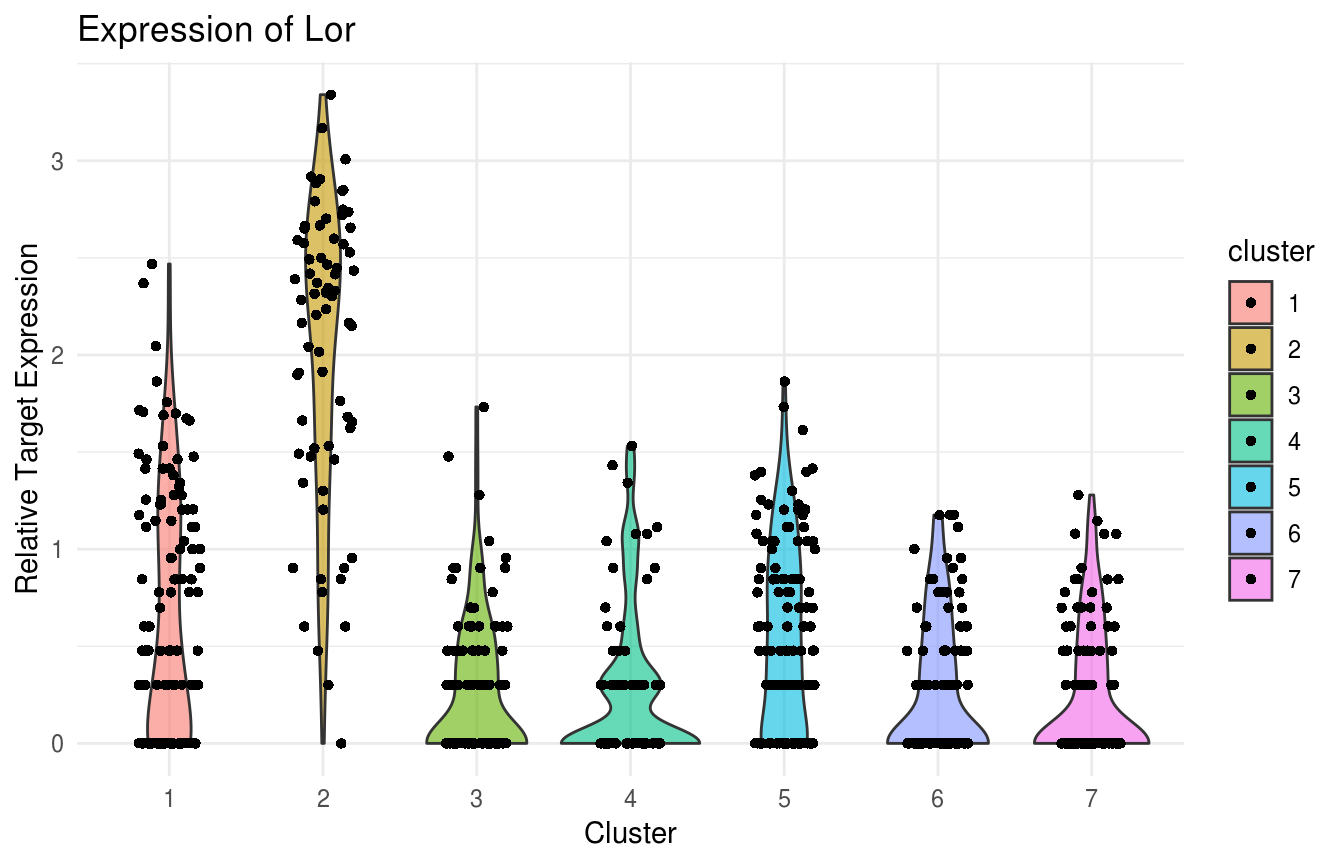 Expression of Lor
Relative Target Expression
3
2
1
0
1 2 3 4 5 6 7
Cluster
cluster
1
2
3
4
5
6
7